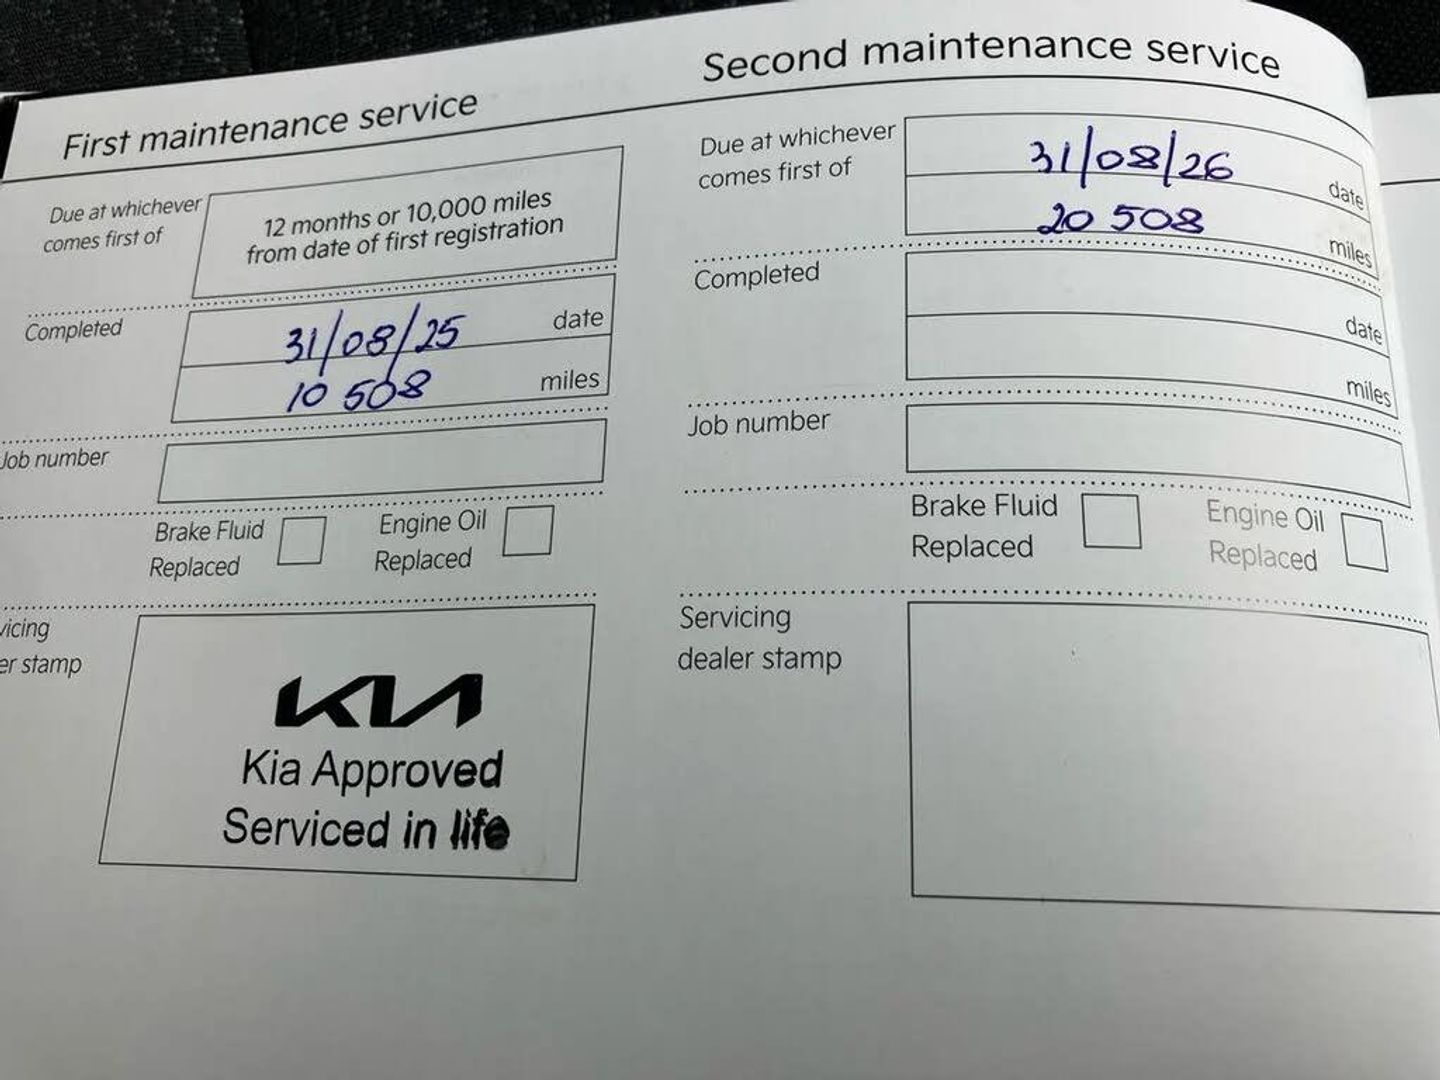 First maintenance service
Due at whichever
comes first of
12 months or 10,000 miles
from date of first registration
Completed
31/08/25 date
10 508 miles
Job number
Brake Fluid
Replaced
Engine Oil
Replaced
vicing
er stamp
KIA
Kia Approved
Serviced in life
Second maintenance service
Due at whichever
comes first of
31/08/26 date
20 508 miles
Completed
date
miles
Job number
Brake Fluid
Replaced
Engine Oil
Replaced
Servicing
dealer stamp